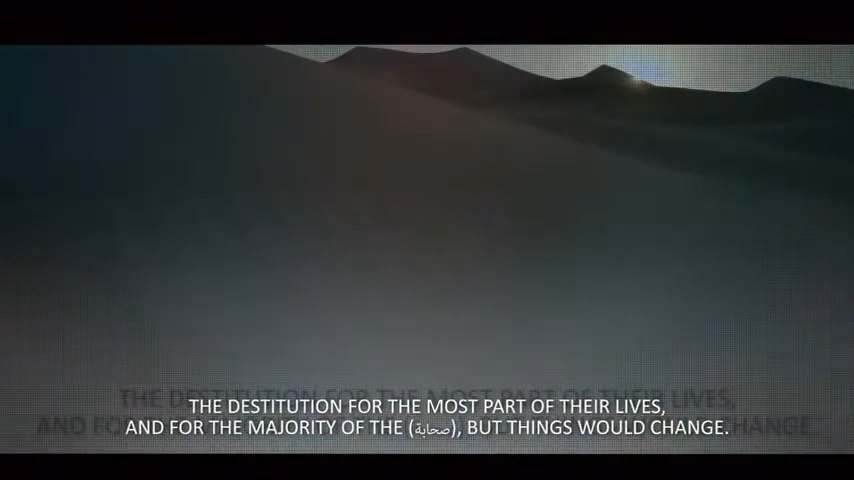 THE DESTITUTION FOR THE MOST PART OF THEIR LIVES,
AND FOR THE MAJORITY OF THE (صحابة), BUT THINGS WOULD CHANGE.